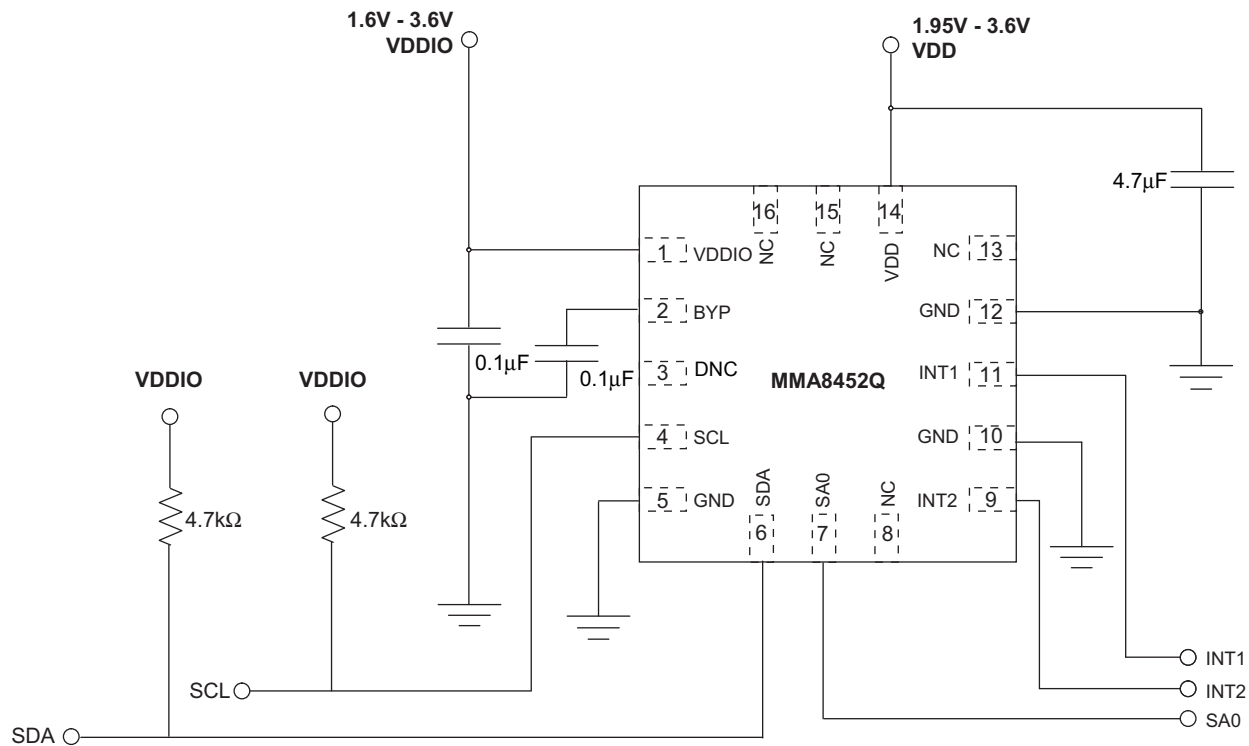 1.6V - 3.6V
VDDIO
1.95V - 3.6V
VDD
4.7μF
16
15
14
NC
NC
VDD
1
VDDIO
NC
13
2
BYP
GND
12
0.1μF
0.1μF
3
DNC
MMA8452Q
INT1
11
VDDIO
VDDIO
4
SCL
GND
10
5
GND
SDA
SA0
NC
INT2
9
4.7kΩ
4.7kΩ
6
7
8
INT1
SCL
INT2
SA0
SDA